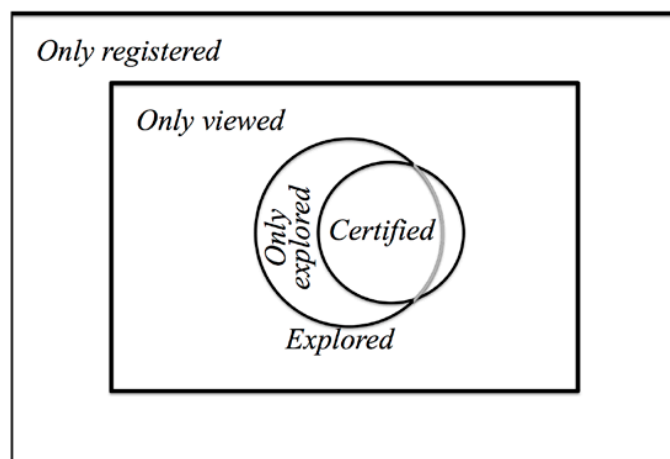 Only registered
Only viewed
Only
explored
Certified
Explored